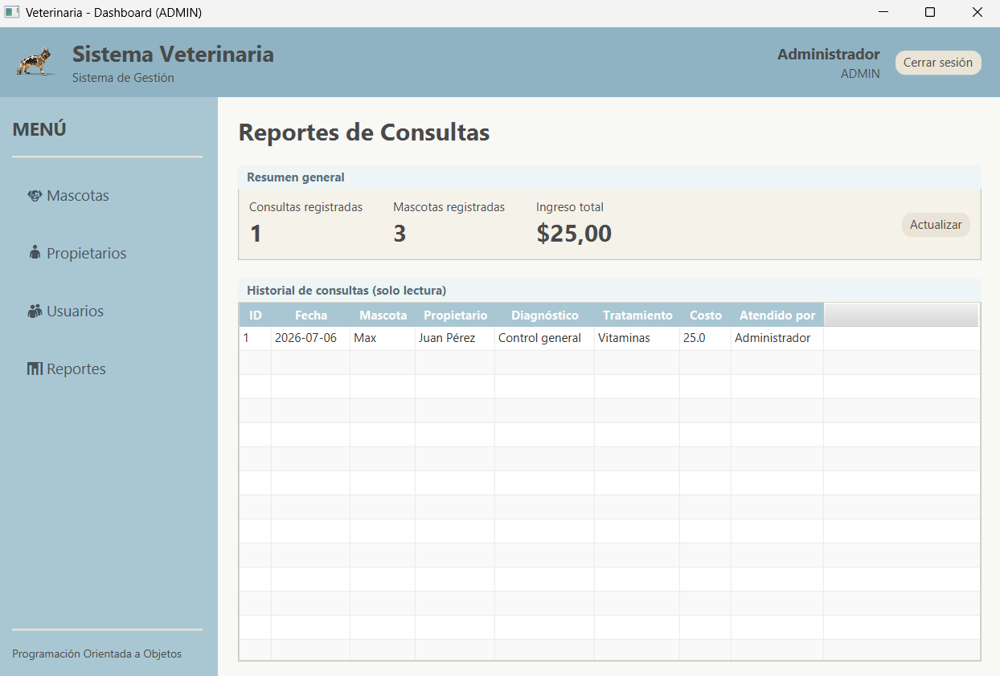 Veterinaria - Dashboard (ADMIN)
Sistema Veterinaria
Sistema de Gestión
Administrador
ADMIN
Cerrar sesión
MENÚ
Mascotas
Propietarios
Usuarios
Reportes
Programación Orientada a Objetos
Reportes de Consultas
Resumen general
Consultas registradas Mascotas registradas Ingreso total
1 3 $25,00
Actualizar
Historial de consultas (solo lectura)
ID Fecha Mascota Propietario Diagnóstico Tratamiento Costo Atendido por
1 2026-07-06 Max Juan Pérez Control general Vitaminas 25.0 Administrador